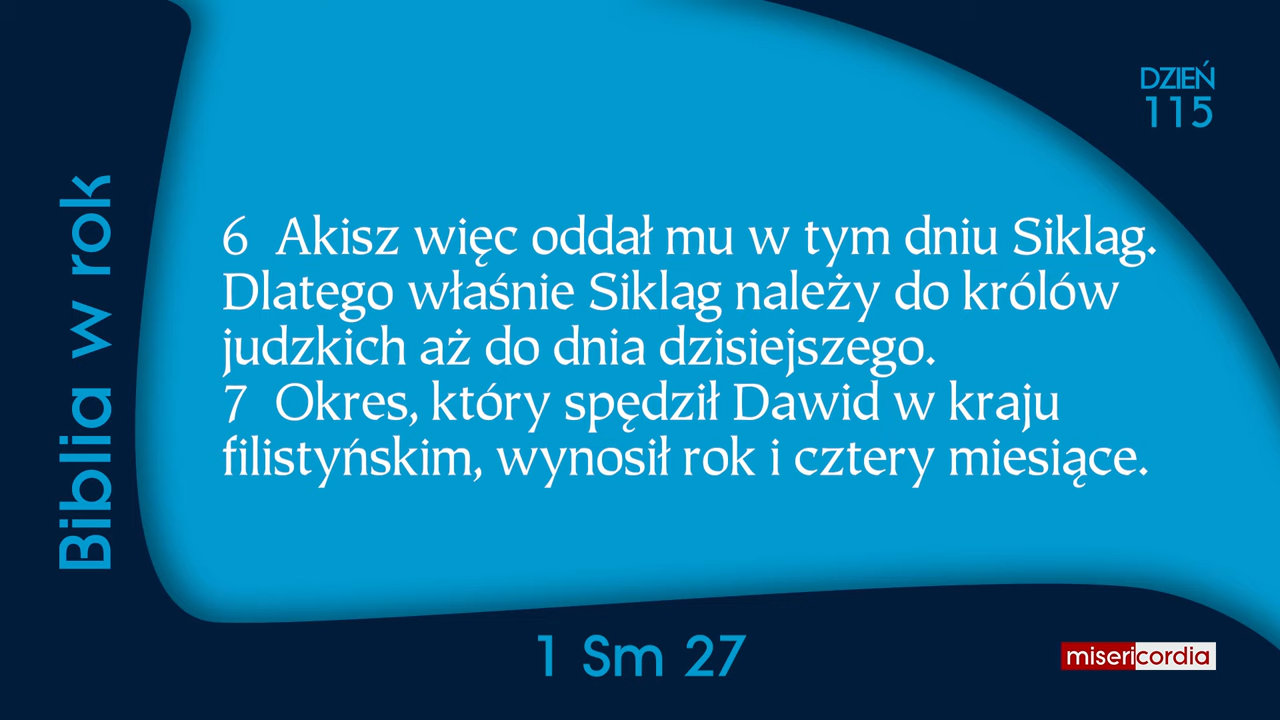 DZIEŃ
115
Biblia w rok
6 Akisz więc oddał mu w tym dniu Siklag.
Dlatego właśnie Siklag należy do królów
judzkich aż do dnia dzisiejszego.
7 Okres, który spędził Dawid w kraju
filistyńskim, wynosił rok i cztery miesiące.
1 Sm 27
misericordia